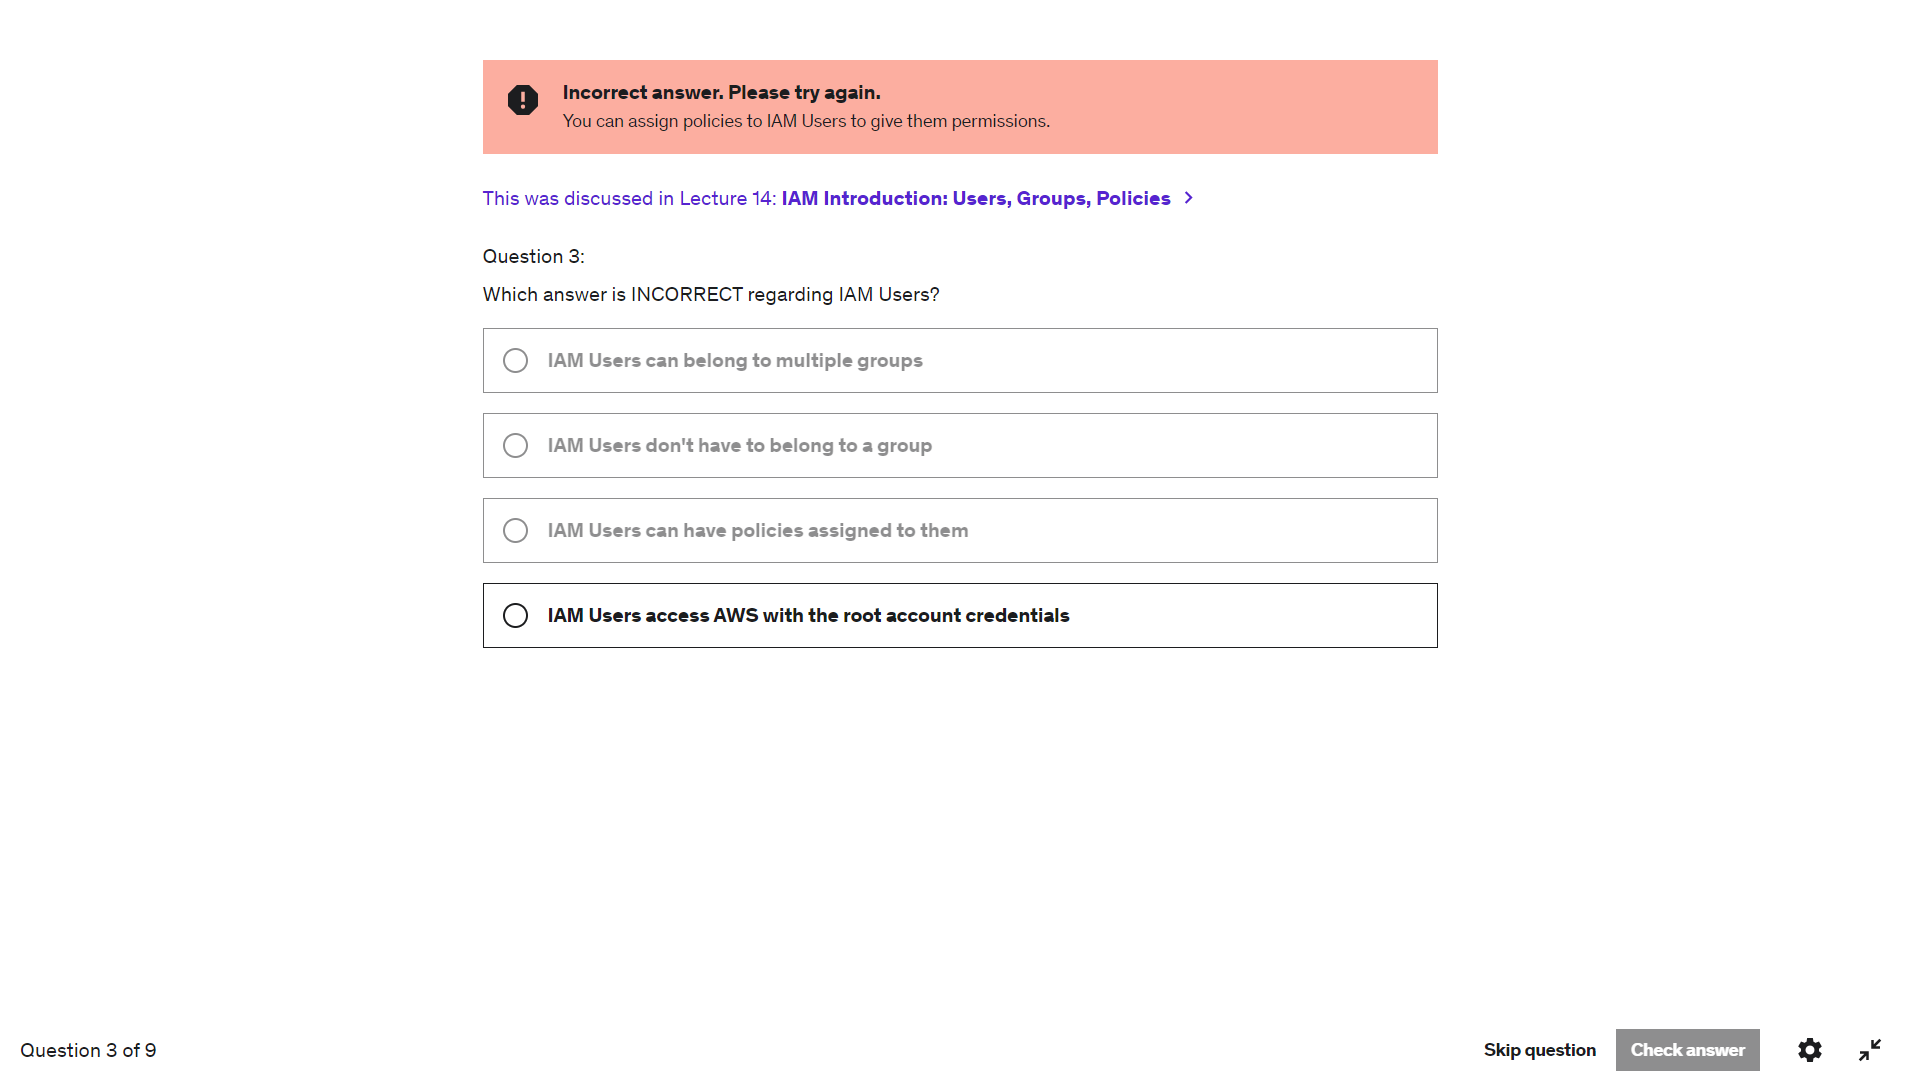 Incorrect answer. Please try again.
You can assign policies to IAM Users to give them permissions.
This was discussed in Lecture 14: IAM Introduction: Users, Groups, Policies
Question 3:
Which answer is INCORRECT regarding IAM Users?
IAM Users can belong to multiple groups
IAM Users don't have to belong to a group
IAM Users can have policies assigned to them
IAM Users access AWS with the root account credentials
Question 3 of 9
Skip question
Check answer